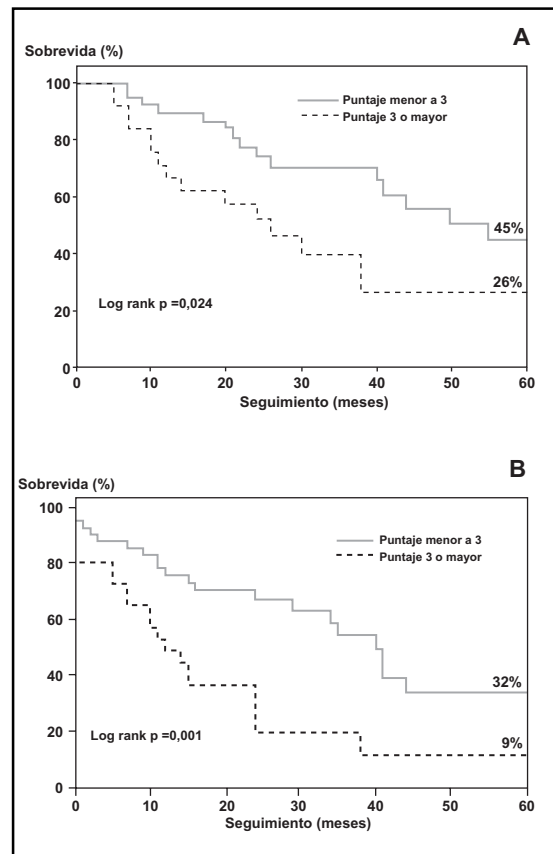 A
Sobrevida (%)
100
80
60
40
20
0
Puntaje menor a 3
Puntaje 3 o mayor
45%
26%
Log rank p =0,024
0 10 20 30 40 50 60
Seguimiento (meses)
B
Sobrevida (%)
100
80
60
40
20
0
Puntaje menor a 3
Puntaje 3 o mayor
32%
9%
Log rank p =0,001
0 10 20 30 40 50 60
Seguimiento (meses)